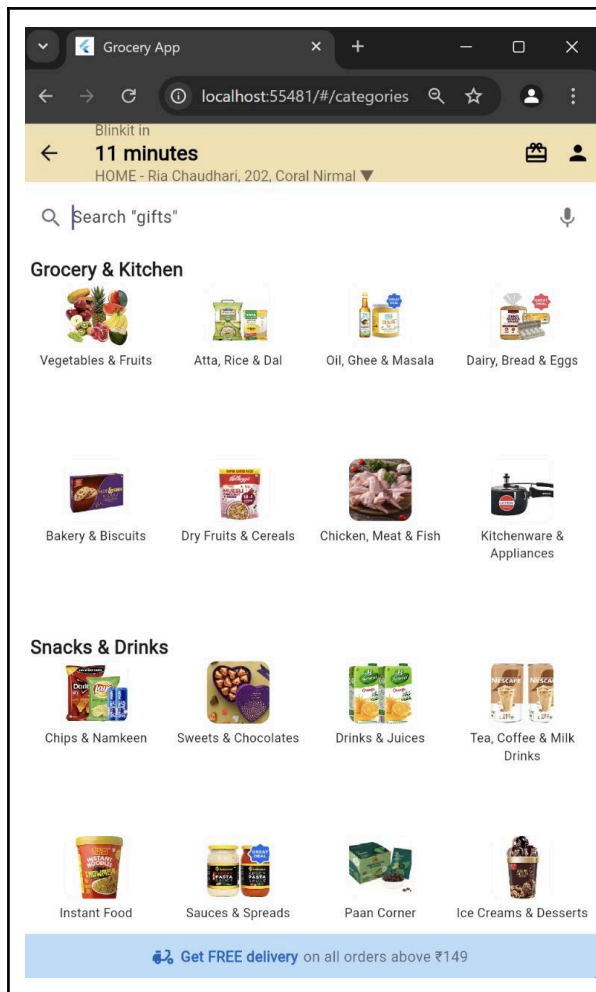 Grocery App
localhost:55481/#/categories
Blinkit in
11 minutes
HOME - Ria Chaudhari, 202, Coral Nirmal ▼
Search "gifts"
Grocery & Kitchen
Vegetables & Fruits
Atta, Rice & Dal
Oil, Ghee & Masala
Dairy, Bread & Eggs
Bakery & Biscuits
Dry Fruits & Cereals
Chicken, Meat & Fish
Kitchenware &
Appliances
Snacks & Drinks
Chips & Namkeen
Sweets & Chocolates
Drinks & Juices
Tea, Coffee & Milk
Drinks
Instant Food
Sauces & Spreads
Paan Corner
Ice Creams & Desserts
Get FREE delivery on all orders above ₹149